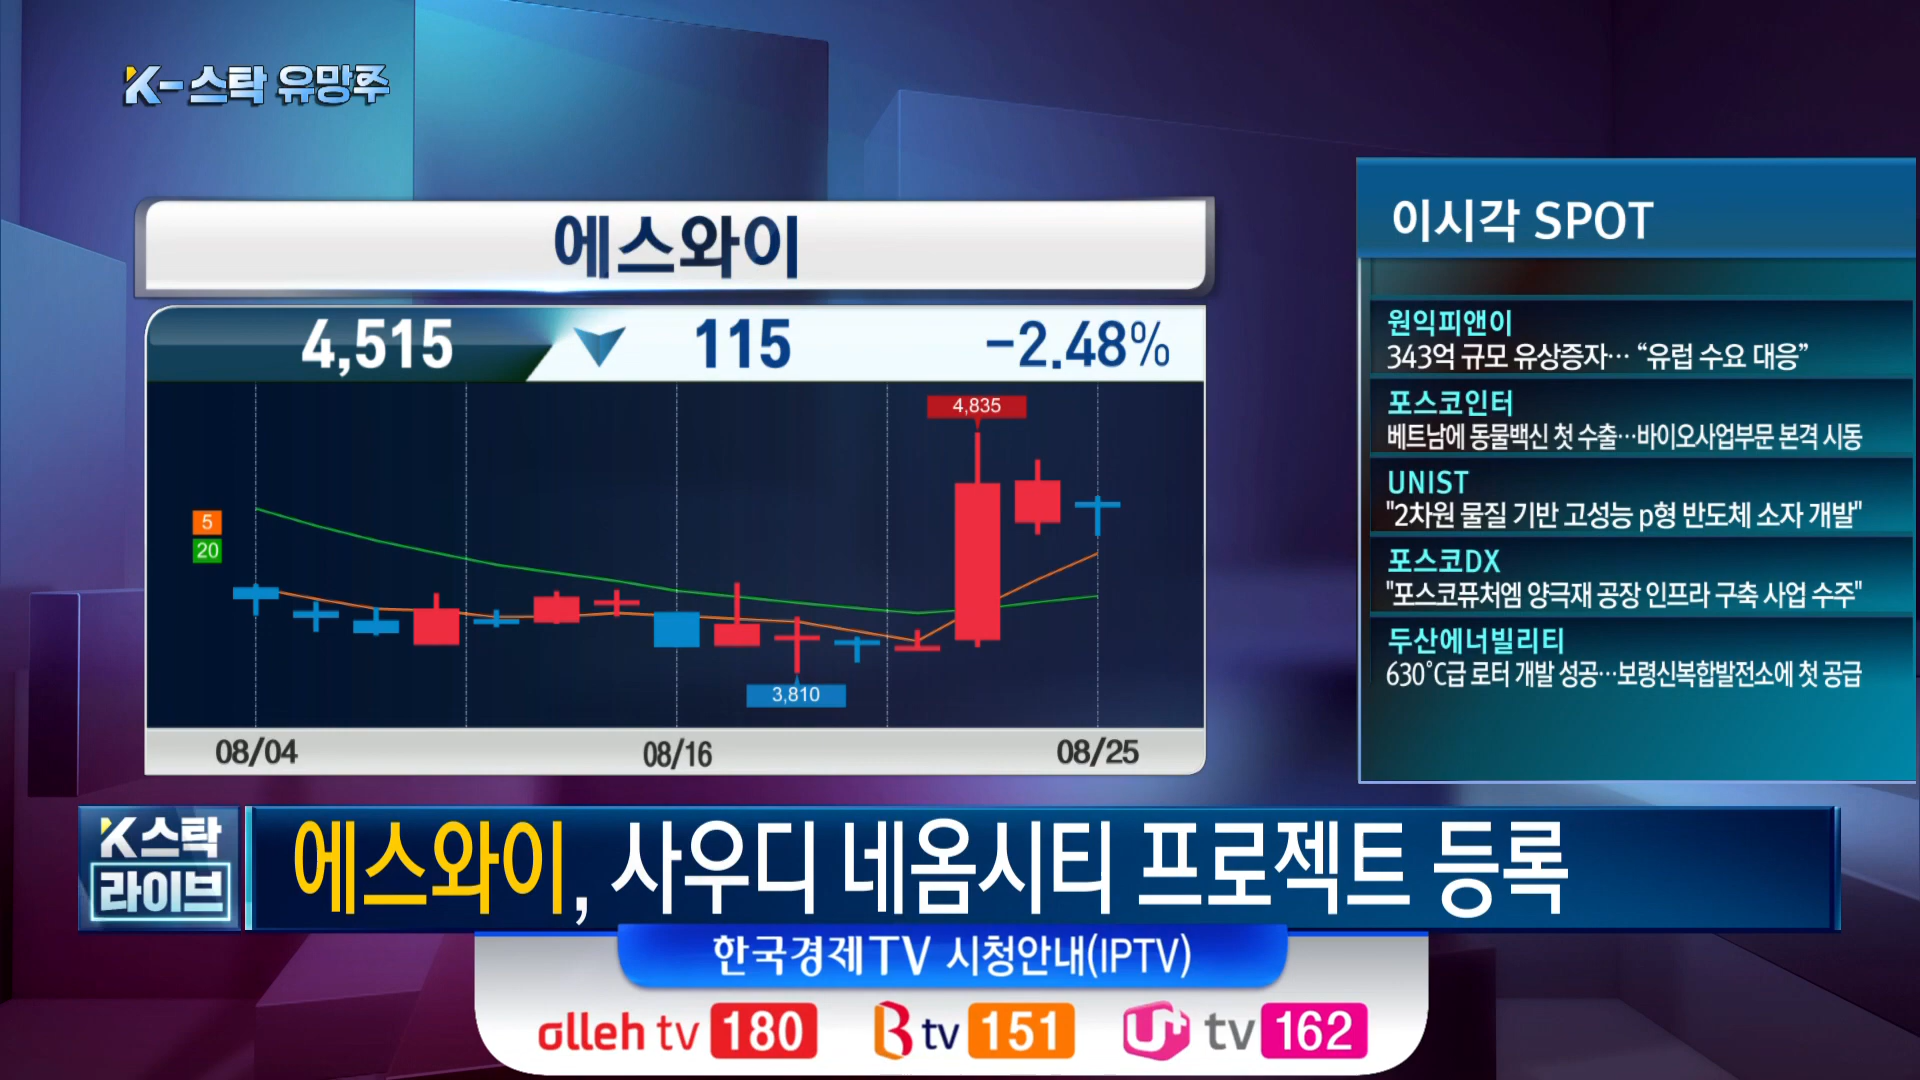 K-스탁 유망주
에스와이
4,515 ▼ 115 -2.48%
4,835
5
20
3,810
08/04 08/16 08/25
이시각 SPOT
원익피앤이
343억 규모 유상증자… “유럽 수요 대응”
포스코인터
베트남에 동물백신 첫 수출…바이오사업부문 본격 시동
UNIST
"2차원 물질 기반 고성능 p형 반도체 소자 개발"
포스코DX
"포스코퓨처엠 양극재 공장 인프라 구축 사업 수주"
두산에너빌리티
630˚C급 로터 개발 성공…보령신복합발전소에 첫 공급
K스탁
라이브
에스와이, 사우디 네옴시티 프로젝트 등록
한국경제TV 시청안내(IPTV)
olleh tv 180 B tv 151 U+ tv 162